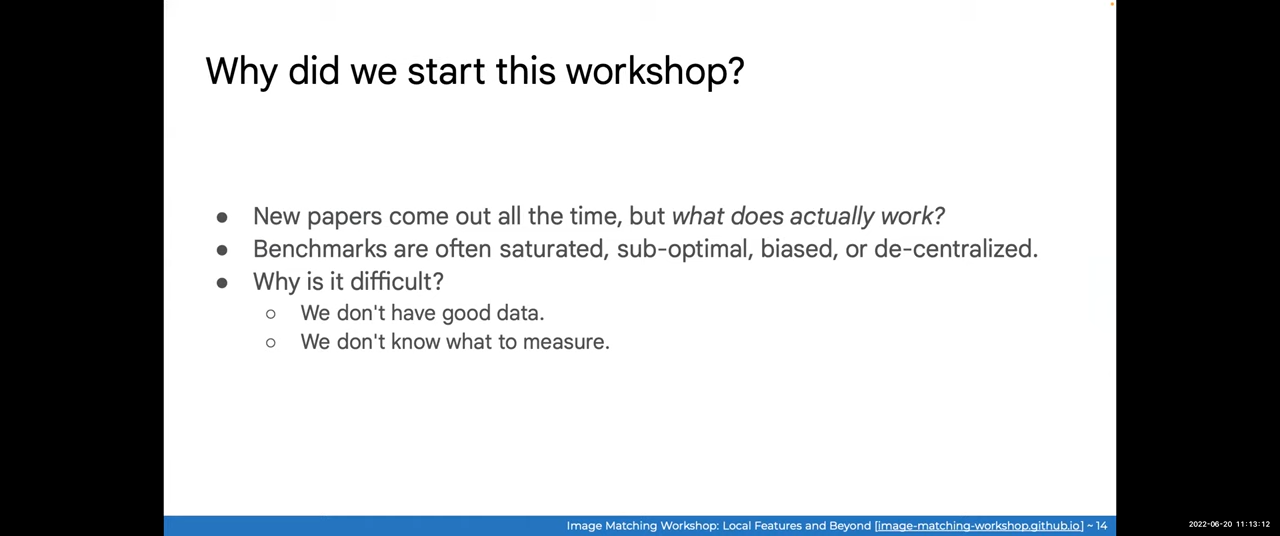 Why did we start this workshop?
● New papers come out all the time, but what does actually work?
● Benchmarks are often saturated, sub-optimal, biased, or de-centralized.
● Why is it difficult?
○ We don't have good data.
○ We don't know what to measure.
Image Matching Workshop: Local Features and Beyond [image-matching-workshop.github.io] ~ 14
2022-06-20 11:13:12